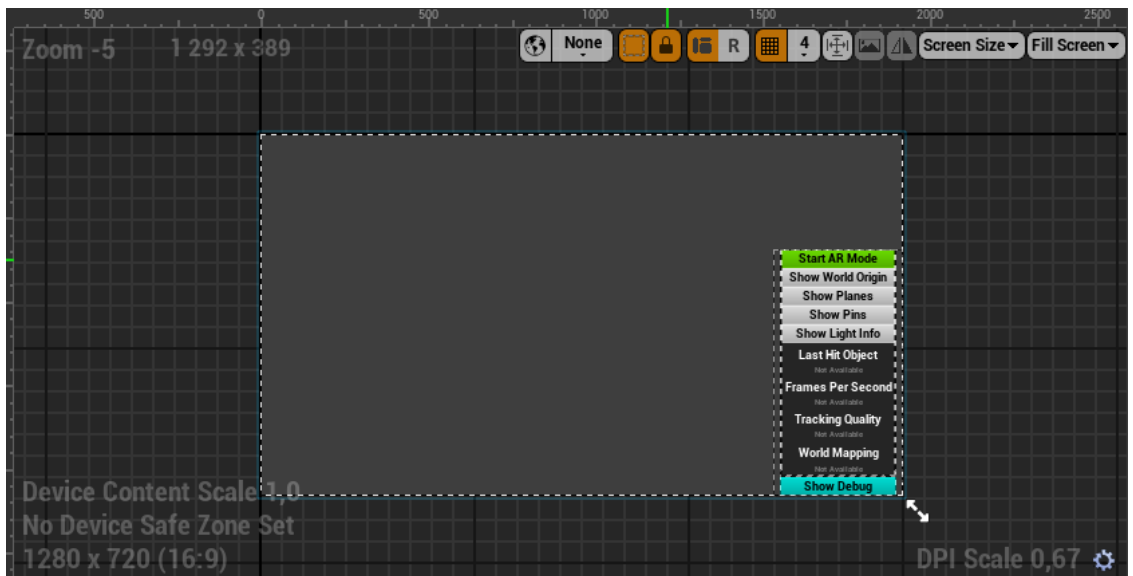 500 0 500 1000 1500 2000 2500
Zoom -5 1 292 x 389 None R 4 Screen Size Fill Screen
Start AR Mode
Show World Origin
Show Planes
Show Pins
Show Light Info
Last Hit Object
Not Available
Frames Per Second
Not Available
Tracking Quality
Not Available
World Mapping
Not Available
Show Debug
Device Content Scale 1,0
No Device Safe Zone Set
1280 x 720 (16:9) DPI Scale 0,67